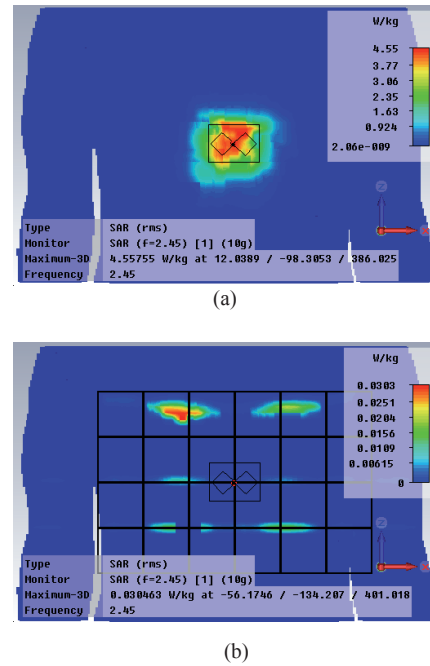 W/kg
4.55
3.77
3.06
2.35
1.63
0.924
2.06e-009
Type SAR (rms)
Monitor SAR (f=2.45) [1] (10g)
Maximum-3D 4.55755 W/kg at 12.0389 / -98.3053 / 386.025
Frequency 2.45
(a)
W/kg
0.0303
0.0251
0.0204
0.0156
0.0109
0.00615
0
Type SAR (rms)
Monitor SAR (f=2.45) [1] (10g)
Maximum-3D 0.030463 W/kg at -56.1746 / -134.207 / 401.018
Frequency 2.45
(b)